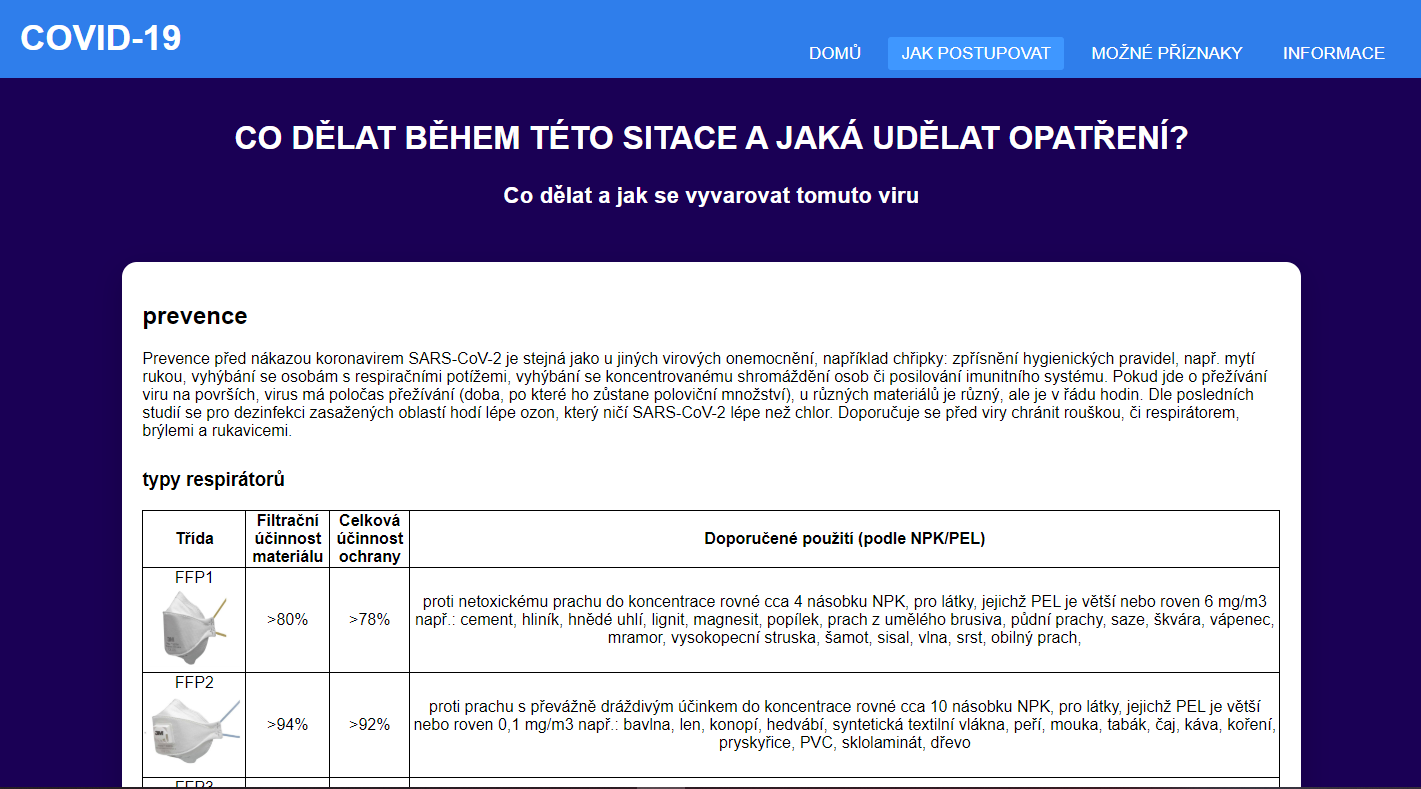 COVID-19
DOMŮ JAK POSTUPOVAT MOŽNÉ PŘÍZNAKY INFORMACE
CO DĚLAT BĚHEM TÉTO SITACE A JAKÁ UDĚLAT OPATŘENÍ?
Co dělat a jak se vyvarovat tomuto viru
prevence
Prevence před nákazou koronavirem SARS-CoV-2 je stejná jako u jiných virových onemocnění, například chřipky: zpřísnění hygienických pravidel, např. mytí
rukou, vyhýbání se osobám s respiračními potížemi, vyhýbání se koncentrovanému shromáždění osob či posilování imunitního systému. Pokud jde o přežívání
viru na površích, virus má poločas přežívání (doba, po které ho zůstane poloviční množství), u různých materiálů je různý, ale je v řádu hodin. Dle posledních
studií se pro dezinfekci zasažených oblastí hodí lépe ozon, který ničí SARS-CoV-2 lépe než chlor. Doporučuje se před viry chránit rouškou, či respirátorem,
brýlemi a rukavicemi.
typy respirátorů
Třída
Filtrační
účinnost
materiálu
Celková
účinnost
ochrany
Doporučené použití (podle NPK/PEL)
FFP1
>80%
>78%
proti netoxickému prachu do koncentrace rovné cca 4 násobku NPK, pro látky, jejichž PEL je větší nebo roven 6 mg/m3
např.: cement, hliník, hnědé uhlí, lignit, magnesit, popílek, prach z umělého brusiva, půdní prachy, saze, škvára, vápenec,
mramor, vysokopecní struska, šamot, sisal, vlna, srst, obilný prach,
FFP2
3M
>94%
>92%
proti prachu s převážně dráždivým účinkem do koncentrace rovné cca 10 násobku NPK, pro látky, jejichž PEL je větší
nebo roven 0,1 mg/m3 např.: bavlna, len, konopí, hedvábí, syntetická textilní vlákna, peří, mouka, tabák, čaj, káva, koření,
pryskyřice, PVC, sklolaminát, dřevo
FFP3